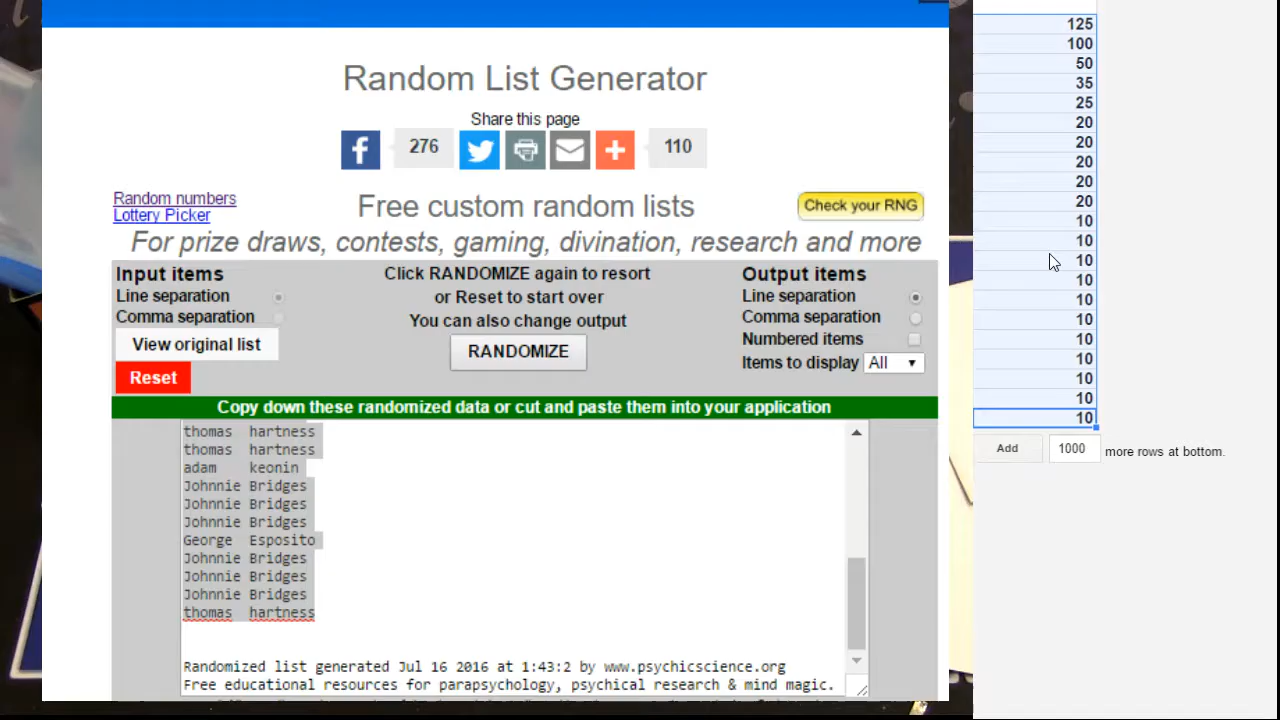 Random List Generator
Share this page
276
110
Random numbers
Lottery Picker
Free custom random lists
Check your RNG
For prize draws, contests, gaming, divination, research and more
Input items
Line separation
Comma separation
View original list
Reset
Click RANDOMIZE again to resort
or Reset to start over
You can also change output
RANDOMIZE
Output items
Line separation
Comma separation
Numbered items
Items to display All
Copy down these randomized data or cut and paste them into your application
thomas hartness
thomas hartness
adam keonin
Johnnie Bridges
Johnnie Bridges
Johnnie Bridges
George Esposito
Johnnie Bridges
Johnnie Bridges
Johnnie Bridges
thomas hartness
Randomized list generated Jul 16 2016 at 1:43:2 by www.psychicscience.org
Free educational resources for parapsychology, psychical research & mind magic.
125
100
50
35
25
20
20
20
20
20
10
10
10
10
10
10
10
10
10
10
10
Add 1000 more rows at bottom.